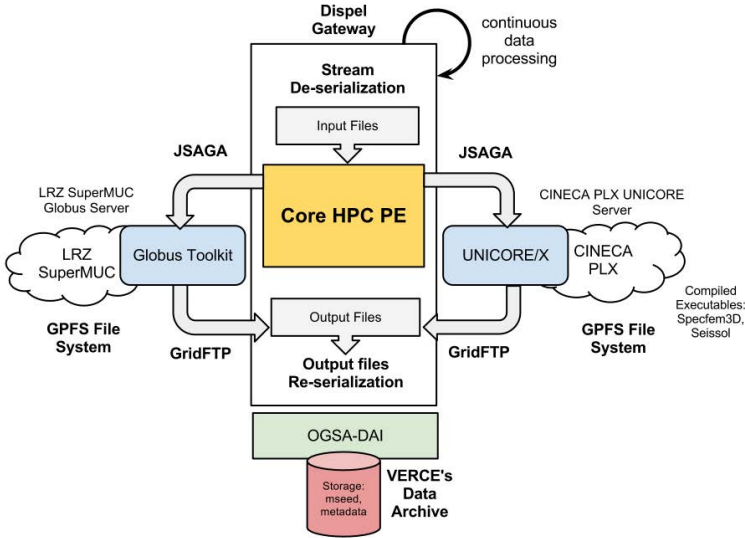 Dispel
Gateway
continuous
data
processing
Stream
De-serialization
Input Files
JSAGA
JSAGA
LRZ SuperMUC
Globus Server
CINECA PLX UNICORE
Server
Core HPC PE
LRZ
SuperMUC
Globus Toolkit
UNICORE/X
CINECA
PLX
Compiled
Executables:
Specfem3D,
Seissol
GPFS File
System
GPFS File
System
Output Files
GridFTP
GridFTP
Output files
Re-serialization
OGSA-DAI
Storage:
mseed,
metadata
VERCE's
Data
Archive